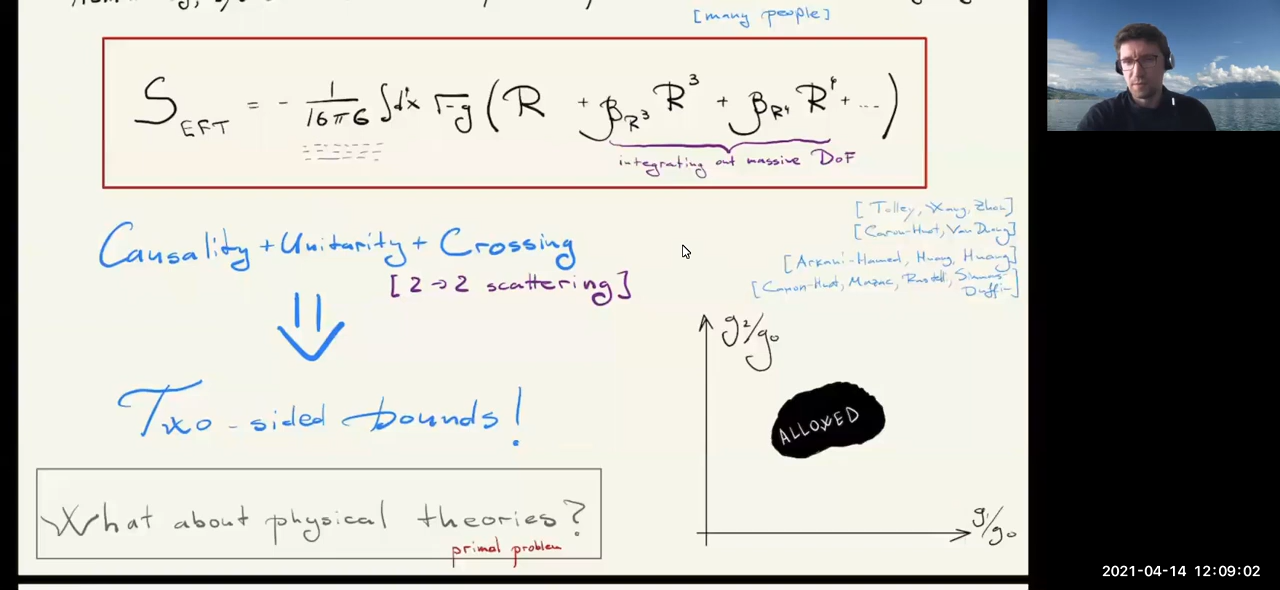 [many people]
S_EFT = - 1/16πG ∫d⁴x √-g (R + β_R³ R³ + β_R⁴ R⁴ + ...)
integrating out massive DoF
[Tolley, Wang, Zhou]
[Caron-Huot, Van Duong]
[Arkani-Hamed, Huang, Huang]
[Caron-Huot, Mazac, Rastelli, Simmons-
Duffin]
Causality + Unitarity + Crossing
[2→2 scattering]
⇓
Two-sided bounds!
g₂/g₀
ALLOWED
g₁/g₀
What about physical theories?
primal problem
2021-04-14 12:09:02